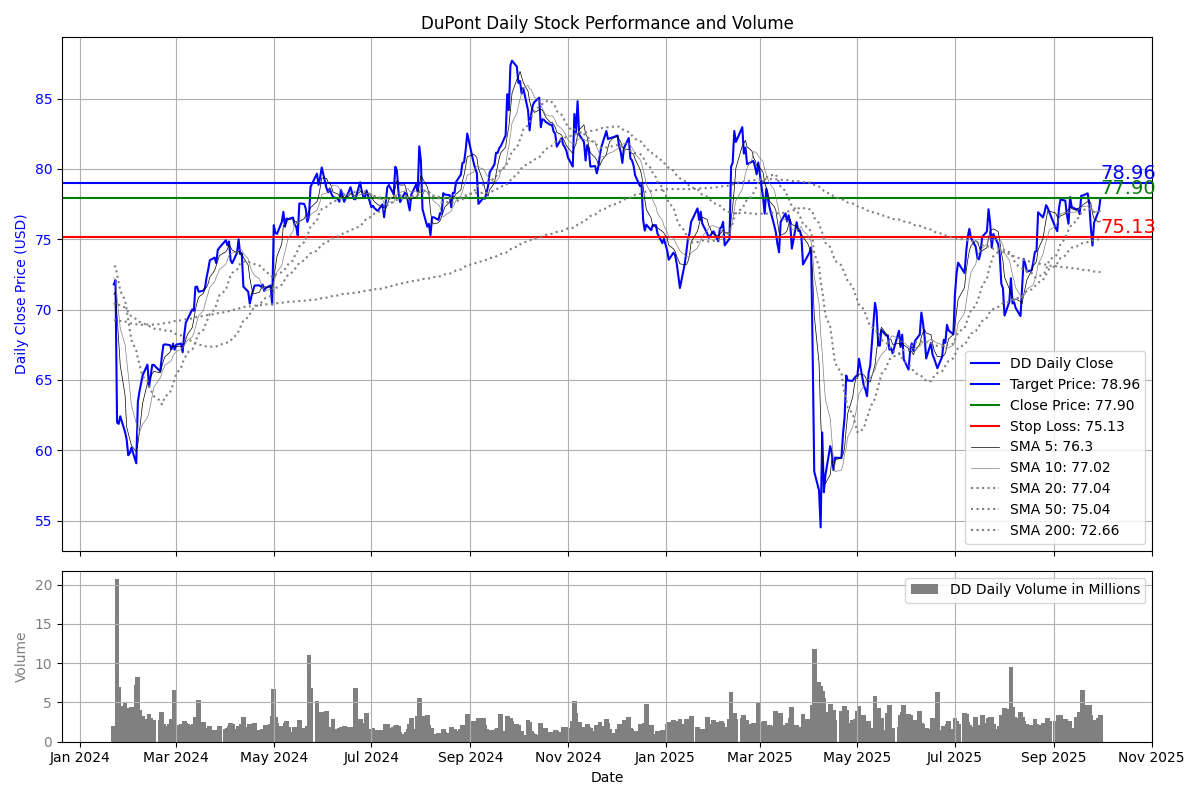 DuPont Daily Stock Performance and Volume
Daily Close Price (USD)
85
80
75
70
65
60
55
78.96
77.90
75.13
DD Daily Close
Target Price: 78.96
Close Price: 77.90
Stop Loss: 75.13
SMA 5: 76.3
SMA 10: 77.02
SMA 20: 77.04
SMA 50: 75.04
SMA 200: 72.66
Volume
20
15
10
5
0
DD Daily Volume in Millions
Jan 2024 Mar 2024 May 2024 Jul 2024 Sep 2024 Nov 2024 Jan 2025 Mar 2025 May 2025 Jul 2025 Sep 2025 Nov 2025
Date